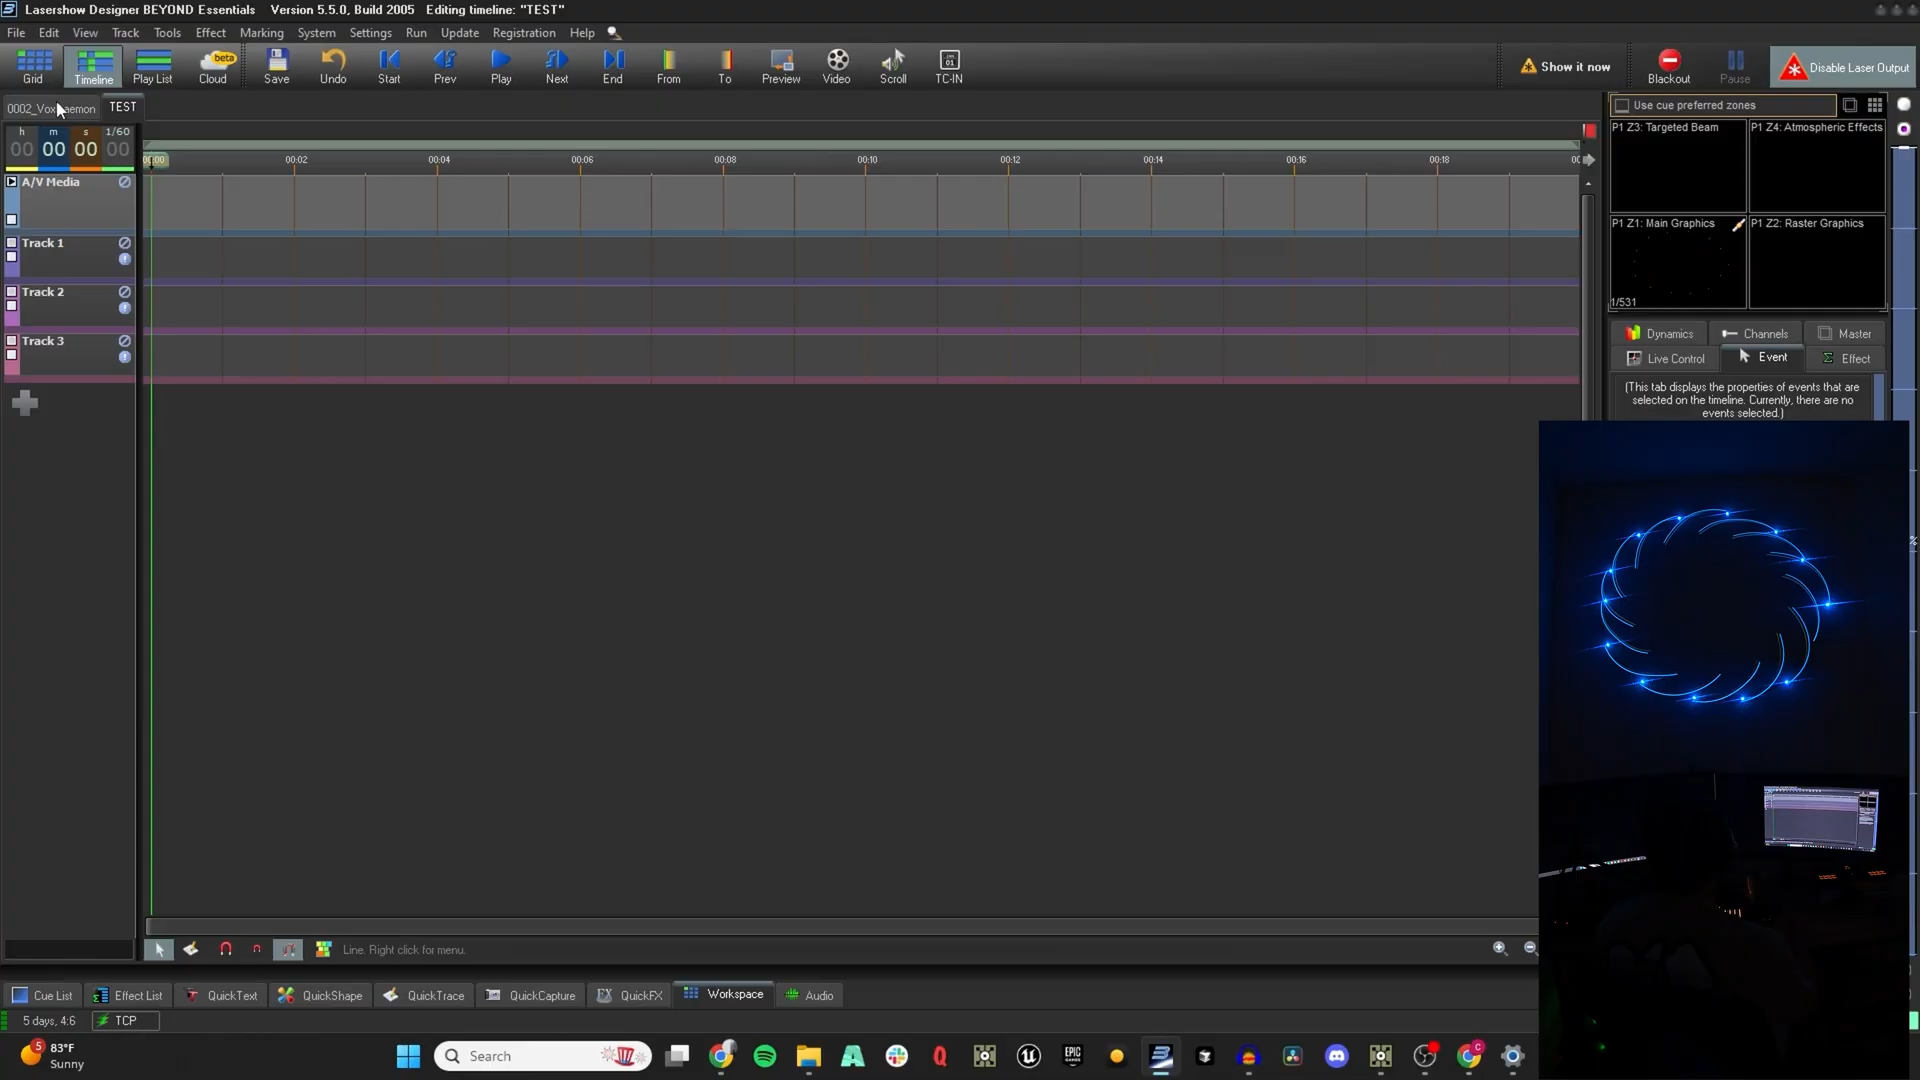 Lasershow Designer BEYOND Essentials Version 5.5.0, Build 2005 Editing timeline: "TEST"
File Edit View Track Tools Effect Marking System Settings Run Update Registration Help
Grid Timeline Play List beta Cloud Save Undo Start Prev Play Next End From To Preview Video Scroll 01 TC-IN Show it now Blackout Pause Disable Laser Output
TEST
Use cue preferred zones
h m s 1/60
00 00 00 00
00:00 00:02 00:04 00:06 00:08 00:10 00:12 00:14 00:16 00:18
P1 Z3: Targeted Beam P1 Z4: Atmospheric Effects
A/V Media
Track 1
Track 2
Track 3
P1 Z1: Main Graphics P1 Z2: Raster Graphics
1/531
Dynamics Channels Master
Live Control Event Effect
(This tab displays the properties of events that are
selected on the timeline. Currently, there are no
events selected.)
%
Line. Right click for menu.
Cue List Effect List QuickText QuickShape QuickTrace QuickCapture FX QuickFX Workspace Audio
5 days, 4:6 TCP
5 83°F
Sunny
Search
EPIC GAMES